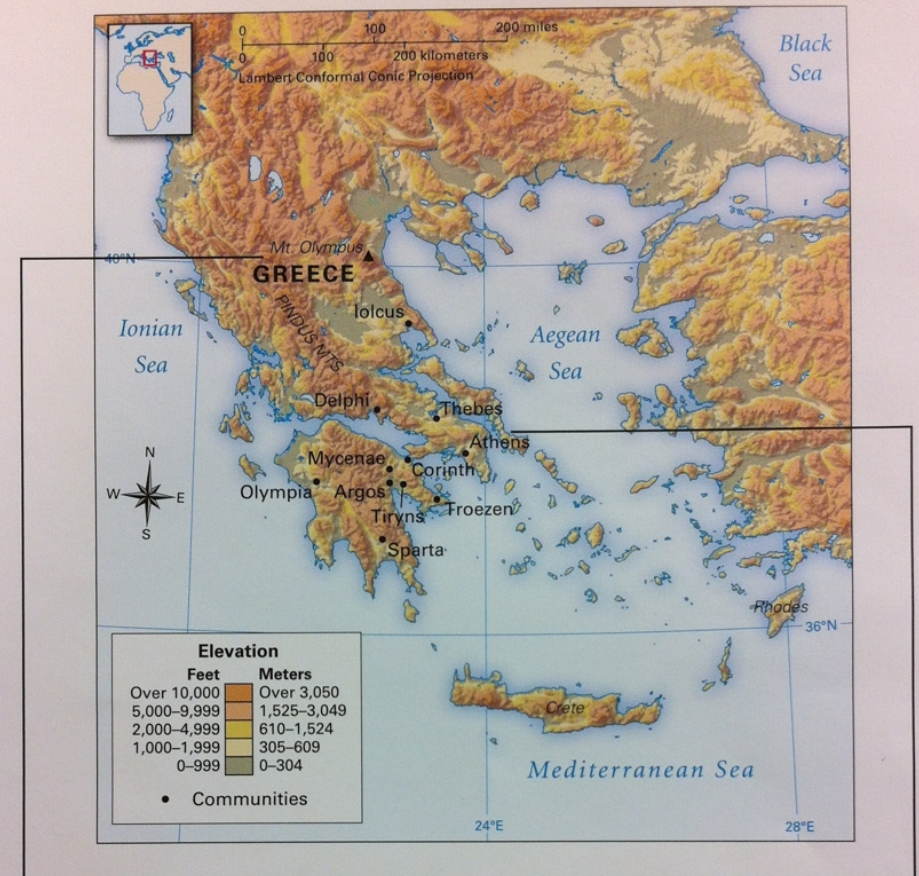 0 100 200 miles
0 100 200 kilometers
Lambert Conformal Conic Projection
Black
Sea
Mt. Olympus
40°N
GREECE
PINDUS MTS
Iolcus
Ionian
Sea
Aegean
Sea
Delphi
Thebes
Athens
Mycenae
Corinth
Olympia
Argos
Troezen
Tiryns
Sparta
N
W E
S
Rhodes
36°N
Elevation
Feet Meters
Over 10,000 Over 3,050
5,000–9,999 1,525–3,049
2,000–4,999 610–1,524
1,000–1,999 305–609
0–999 0–304
Communities
Crete
Mediterranean Sea
24°E
28°E